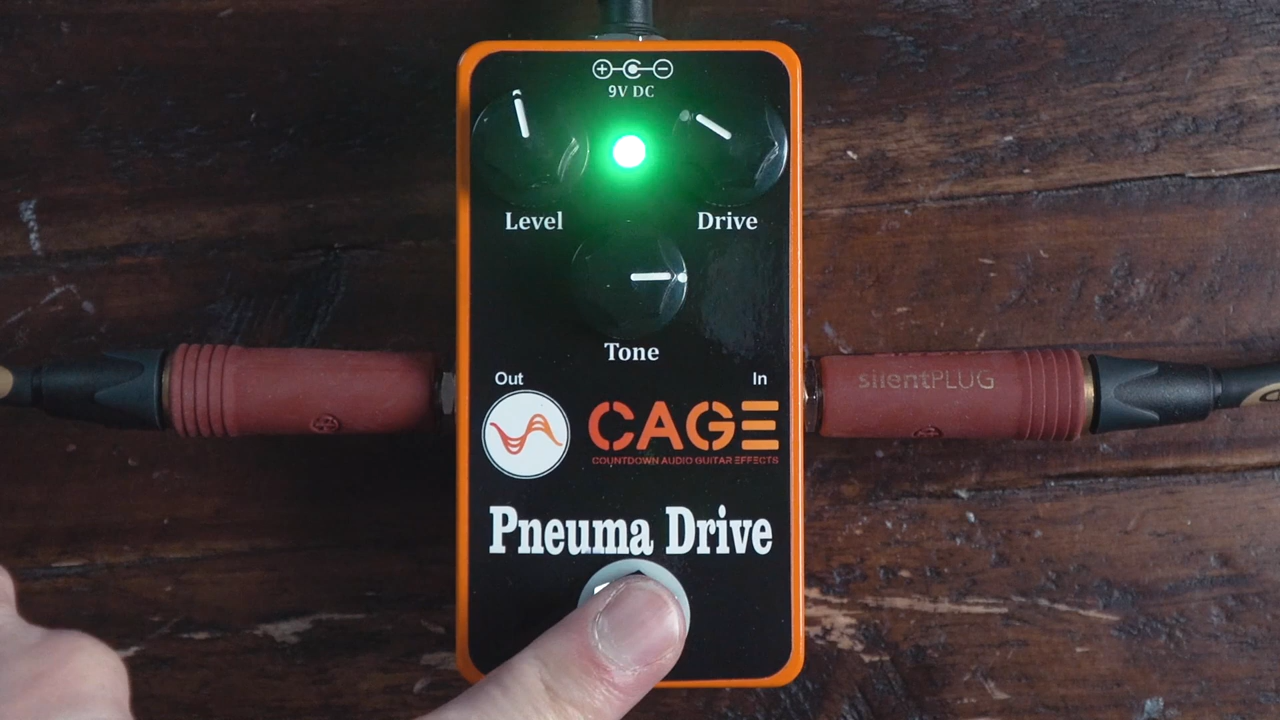 9V DC
Level
Drive
Tone
Out
In
silentPLUG
CAGE
COUNTDOWN AUDIO GUITAR EFFECTS
Pneuma Drive